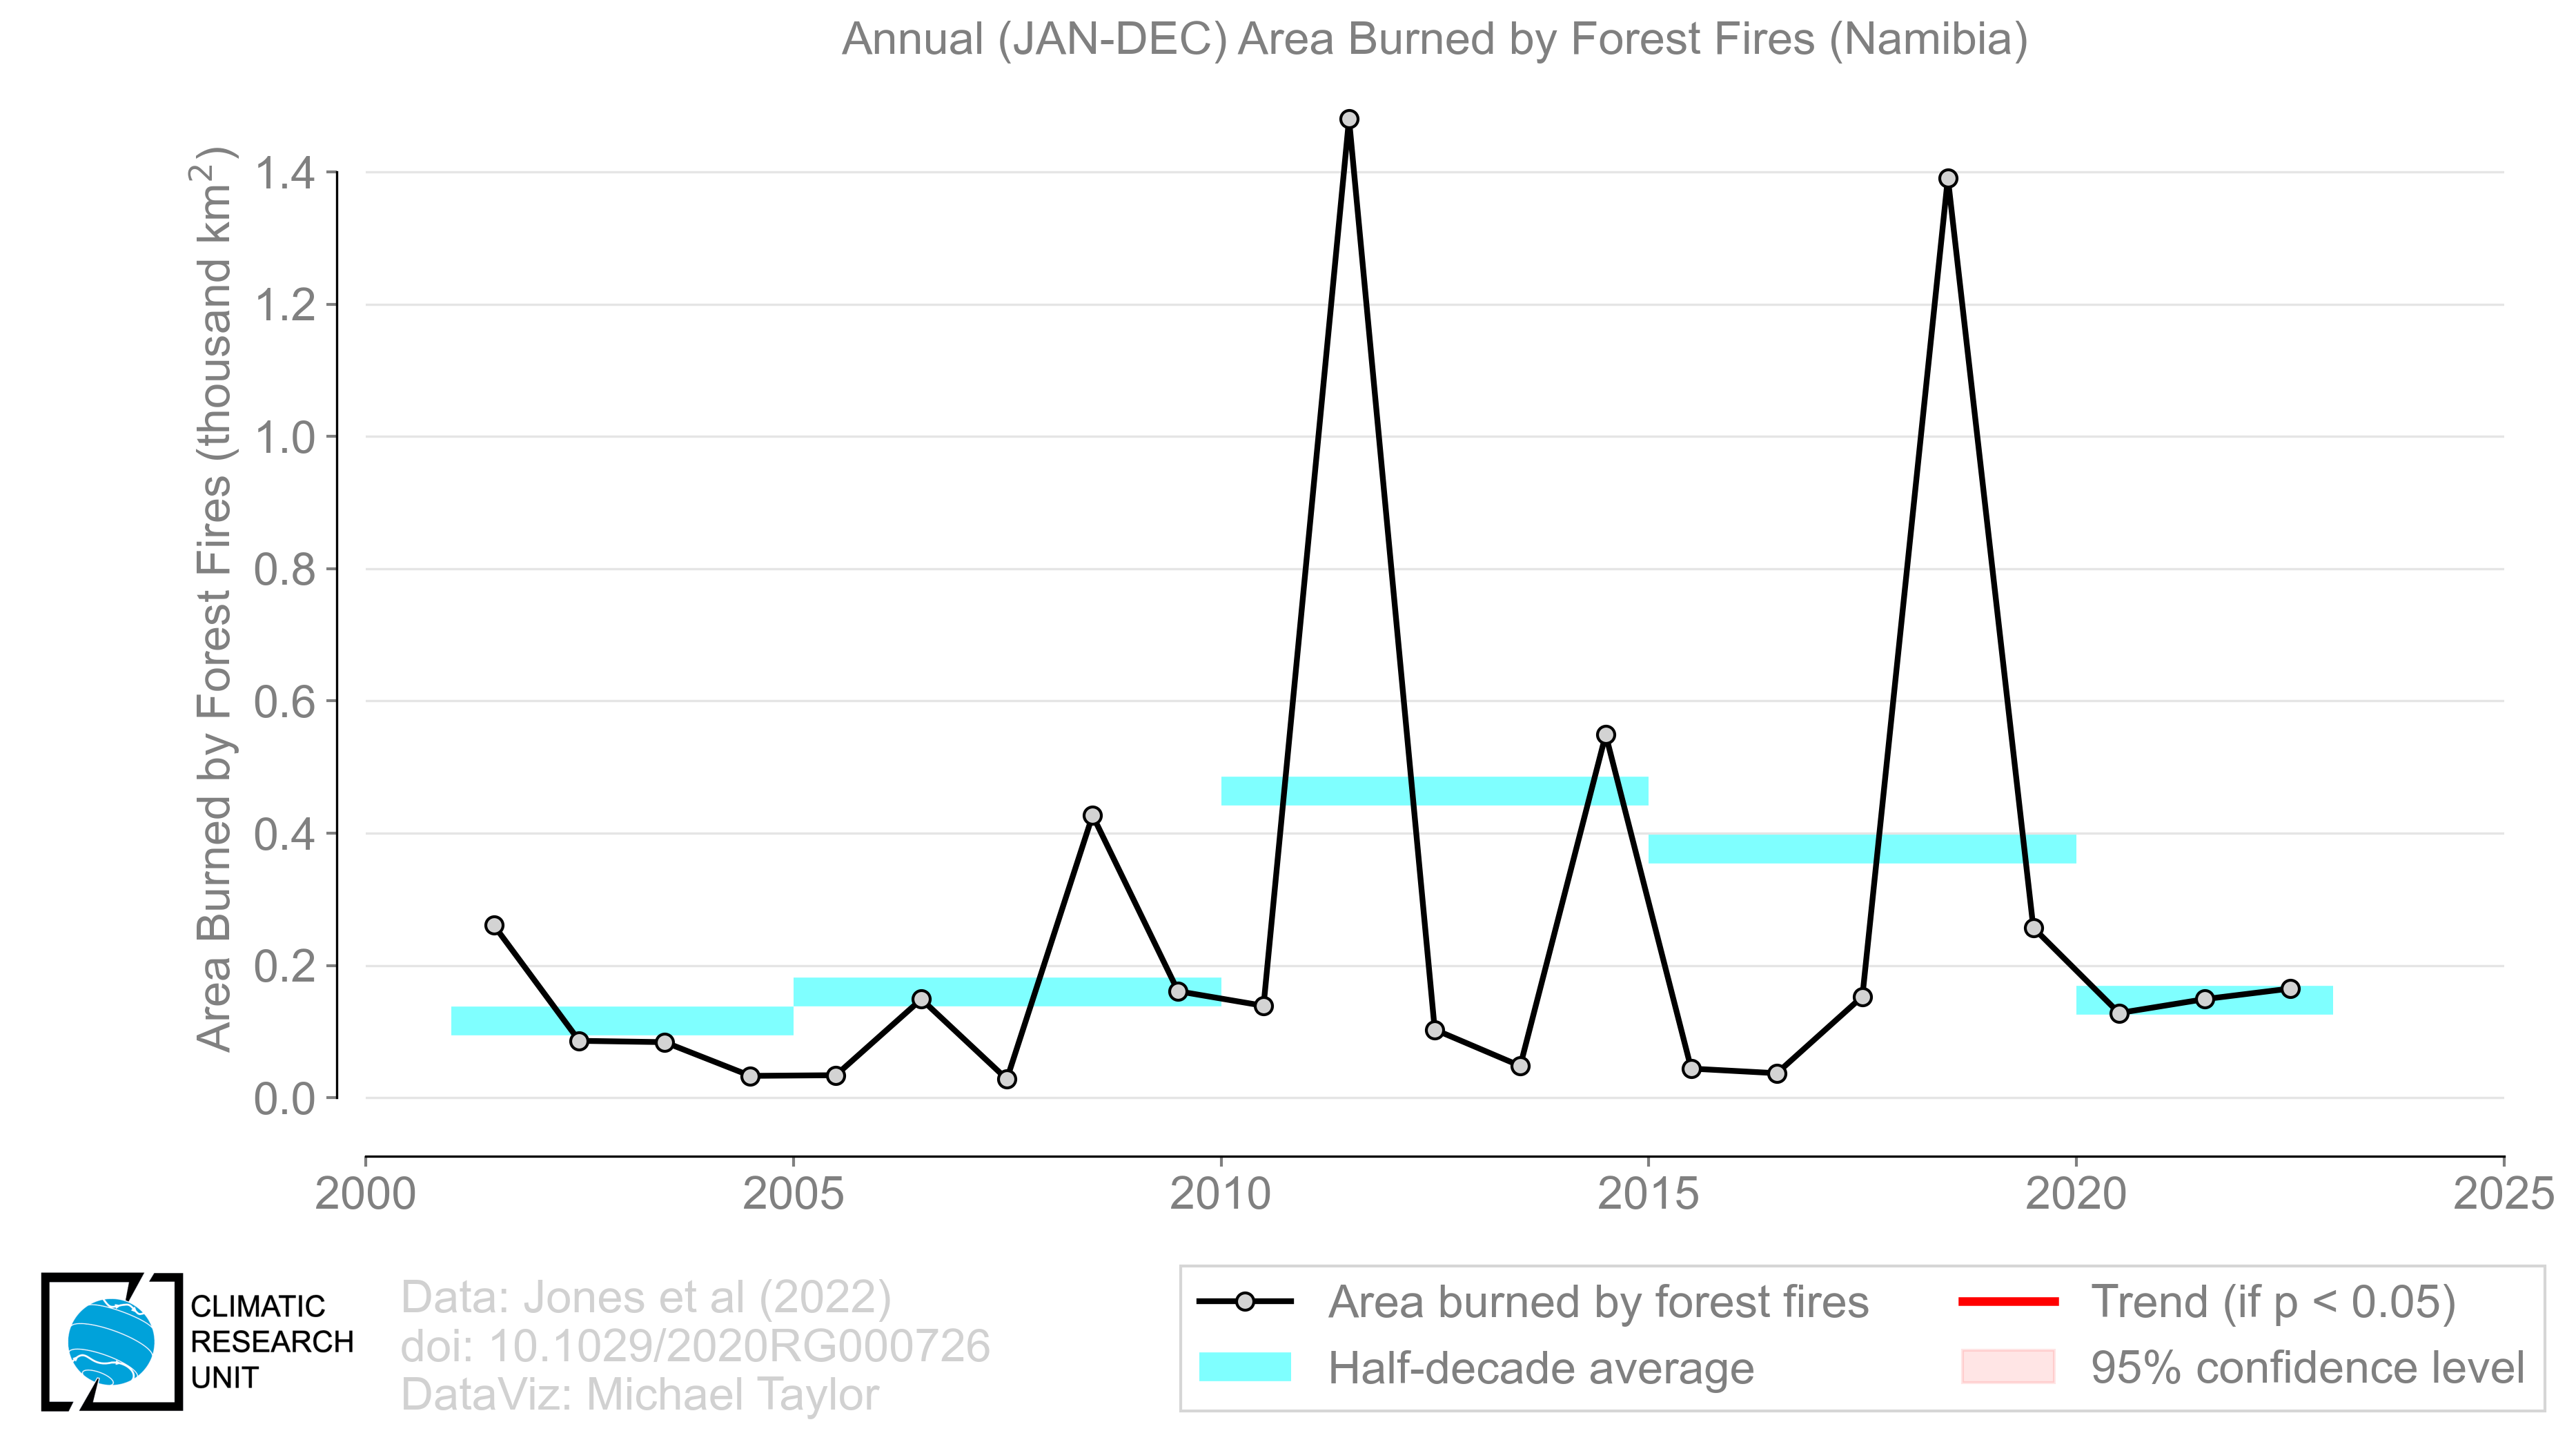 Annual (JAN-DEC) Area Burned by Forest Fires (Namibia)
Area Burned by Forest Fires (thousand km²)
1.4
1.2
1.0
0.8
0.6
0.4
0.2
0.0
2000 2005 2010 2015 2020 2025
CLIMATIC
RESEARCH
UNIT
Data: Jones et al (2022)
doi: 10.1029/2020RG000726
DataViz: Michael Taylor
Area burned by forest fires
Half-decade average
Trend (if p < 0.05)
95% confidence level